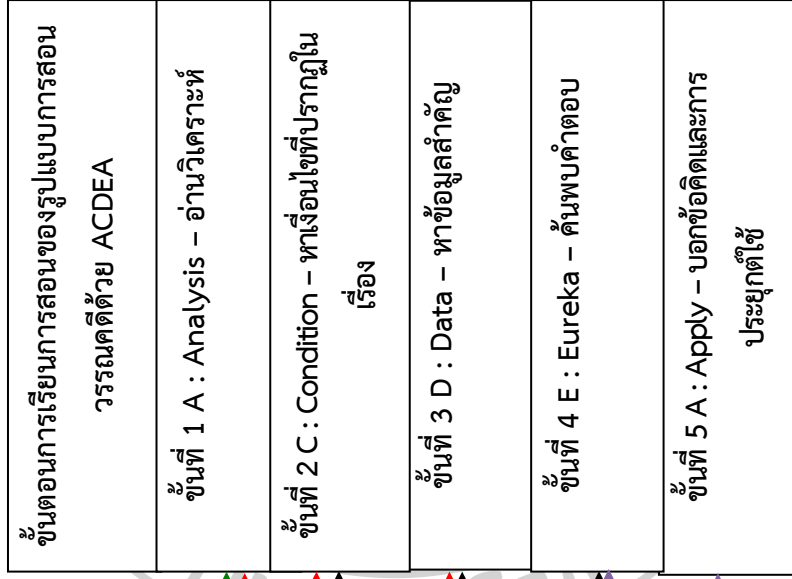 ขั้นตอนการเรียนการสอนของรูปแบบการสอน
วรรณคดีด้วย ACDEA
ขั้นที่ 1 A : Analysis – อ่านวิเคราะห์
ขั้นที่ 2 C : Condition – หาเงื่อนไขที่ปรากฏใน
เรื่อง
ขั้นที่ 3 D : Data – หาข้อมูลสำคัญ
ขั้นที่ 4 E : Eureka – ค้นพบคำตอบ
ขั้นที่ 5 A : Apply – บอกข้อคิดและการ
ประยุกต์ใช้